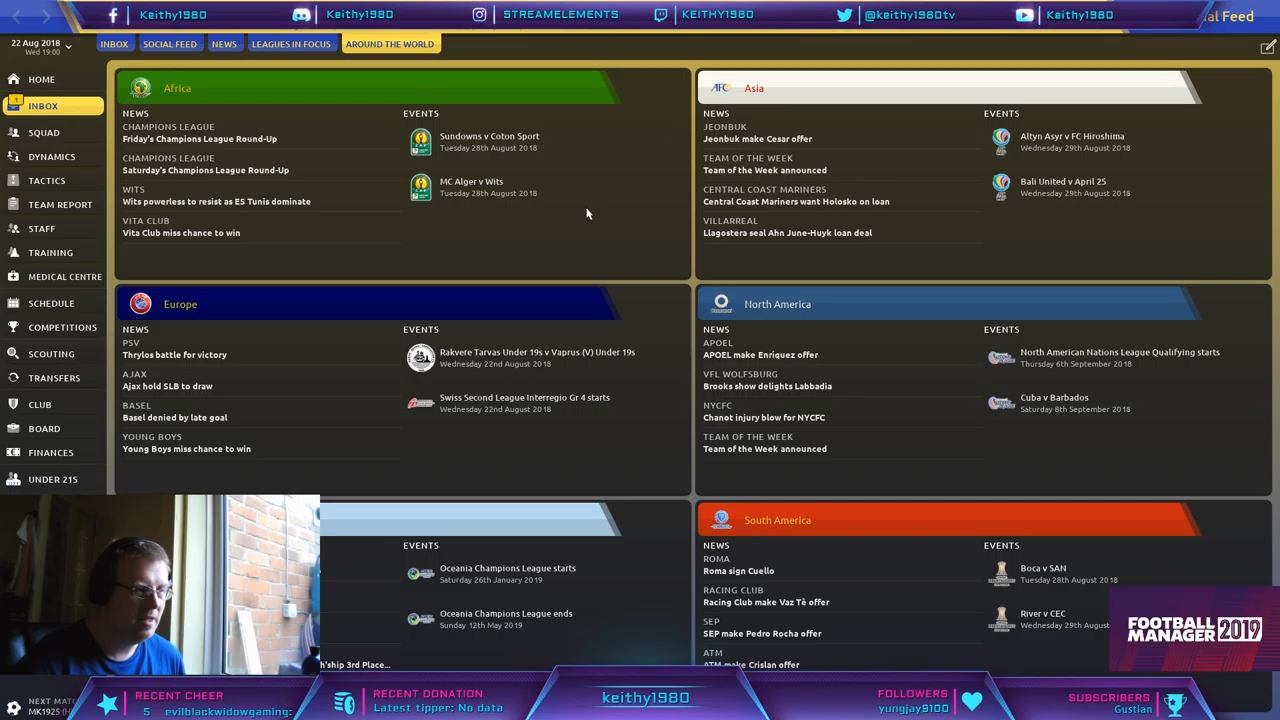 Keithy1980
Keithy1980
STREAMELEMENTS
KEITHY1980
@keithy1980tv
Keithy1980
al Feed
22 Aug 2018
Wed 19:00
INBOX
SOCIAL FEED
NEWS
LEAGUES IN FOCUS
AROUND THE WORLD
HOME
1
INBOX
SQUAD
DYNAMICS
TACTICS
TEAM REPORT
STAFF
TRAINING
MEDICAL CENTRE
SCHEDULE
COMPETITIONS
SCOUTING
TRANSFERS
CLUB
BOARD
FINANCES
UNDER 21S
Africa
NEWS
CHAMPIONS LEAGUE
Friday's Champions League Round-Up
CHAMPIONS LEAGUE
Saturday's Champions League Round-Up
WITS
Wits powerless to resist as ES Tunis dominate
VITA CLUB
Vita Club miss chance to win
EVENTS
Sundowns v Coton Sport
Tuesday 28th August 2018
MC Alger v Wits
Tuesday 28th August 2018
AFC
Asia
NEWS
JEONBUK
Jeonbuk make Cesar offer
TEAM OF THE WEEK
Team of the Week announced
CENTRAL COAST MARINERS
Central Coast Mariners want Holosko on loan
VILLARREAL
Llagostera seal Ahn June-Huyk loan deal
EVENTS
Altyn Asyr v FC Hiroshima
Wednesday 29th August 2018
Bali United v April 25
Wednesday 29th August 2018
Europe
NEWS
PSV
Thrylos battle for victory
AJAX
Ajax hold SLB to draw
BASEL
Basel denied by late goal
YOUNG BOYS
Young Boys miss chance to win
EVENTS
Rakvere Tarvas Under 19s v Vaprus (V) Under 19s
Wednesday 22nd August 2018
Swiss Second League Interregio Gr 4 starts
Wednesday 22nd August 2018
North America
NEWS
APOEL
APOEL make Enriquez offer
VFL WOLFSBURG
Brooks show delights Labbadia
NYCFC
Chanot injury blow for NYCFC
TEAM OF THE WEEK
Team of the Week announced
EVENTS
North American Nations League Qualifying starts
Thursday 6th September 2018
Cuba v Barbados
Saturday 8th September 2018
EVENTS
Oceania Champions League starts
Saturday 26th January 2019
Oceania Champions League ends
Sunday 12th May 2019
h'ship 3rd Place...
South America
NEWS
ROMA
Roma sign Cuello
RACING CLUB
Racing Club make Vaz Tê offer
SEP
SEP make Pedro Rocha offer
ATM
ATM make Crislan offer
EVENTS
Boca v SAN
Tuesday 28th August 2018
River v CEC
Wednesday 29th August
FOOTBALL
MANAGER 2019
NEXT MAT
MK1925 (H
RECENT CHEER
5 evilblackwidowgaming:
RECENT DONATION
Latest tipper: No data
keithy1980
FOLLOWERS
yungjay9100
SUBSCRIBERS
Gustian